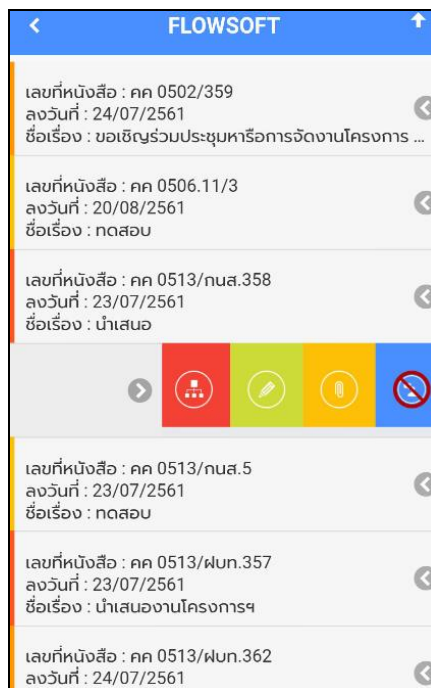 FLOWSOFT
เลขที่หนังสือ : คค 0502/359
ลงวันที่ : 24/07/2561
ชื่อเรื่อง : ขอเชิญร่วมประชุมหารือการจัดงานโครงการ ...
เลขที่หนังสือ : คค 0506.11/3
ลงวันที่ : 20/08/2561
ชื่อเรื่อง : ทดสอบ
เลขที่หนังสือ : คค 0513/กนส.358
ลงวันที่ : 23/07/2561
ชื่อเรื่อง : นำเสนอ
เลขที่หนังสือ : คค 0513/กนส.5
ลงวันที่ : 23/07/2561
ชื่อเรื่อง : ทดสอบ
เลขที่หนังสือ : คค 0513/ฝบท.357
ลงวันที่ : 23/07/2561
ชื่อเรื่อง : นำเสนองานโครงการฯ
เลขที่หนังสือ : คค 0513/ฝบท.362
ลงวันที่ : 24/07/2561